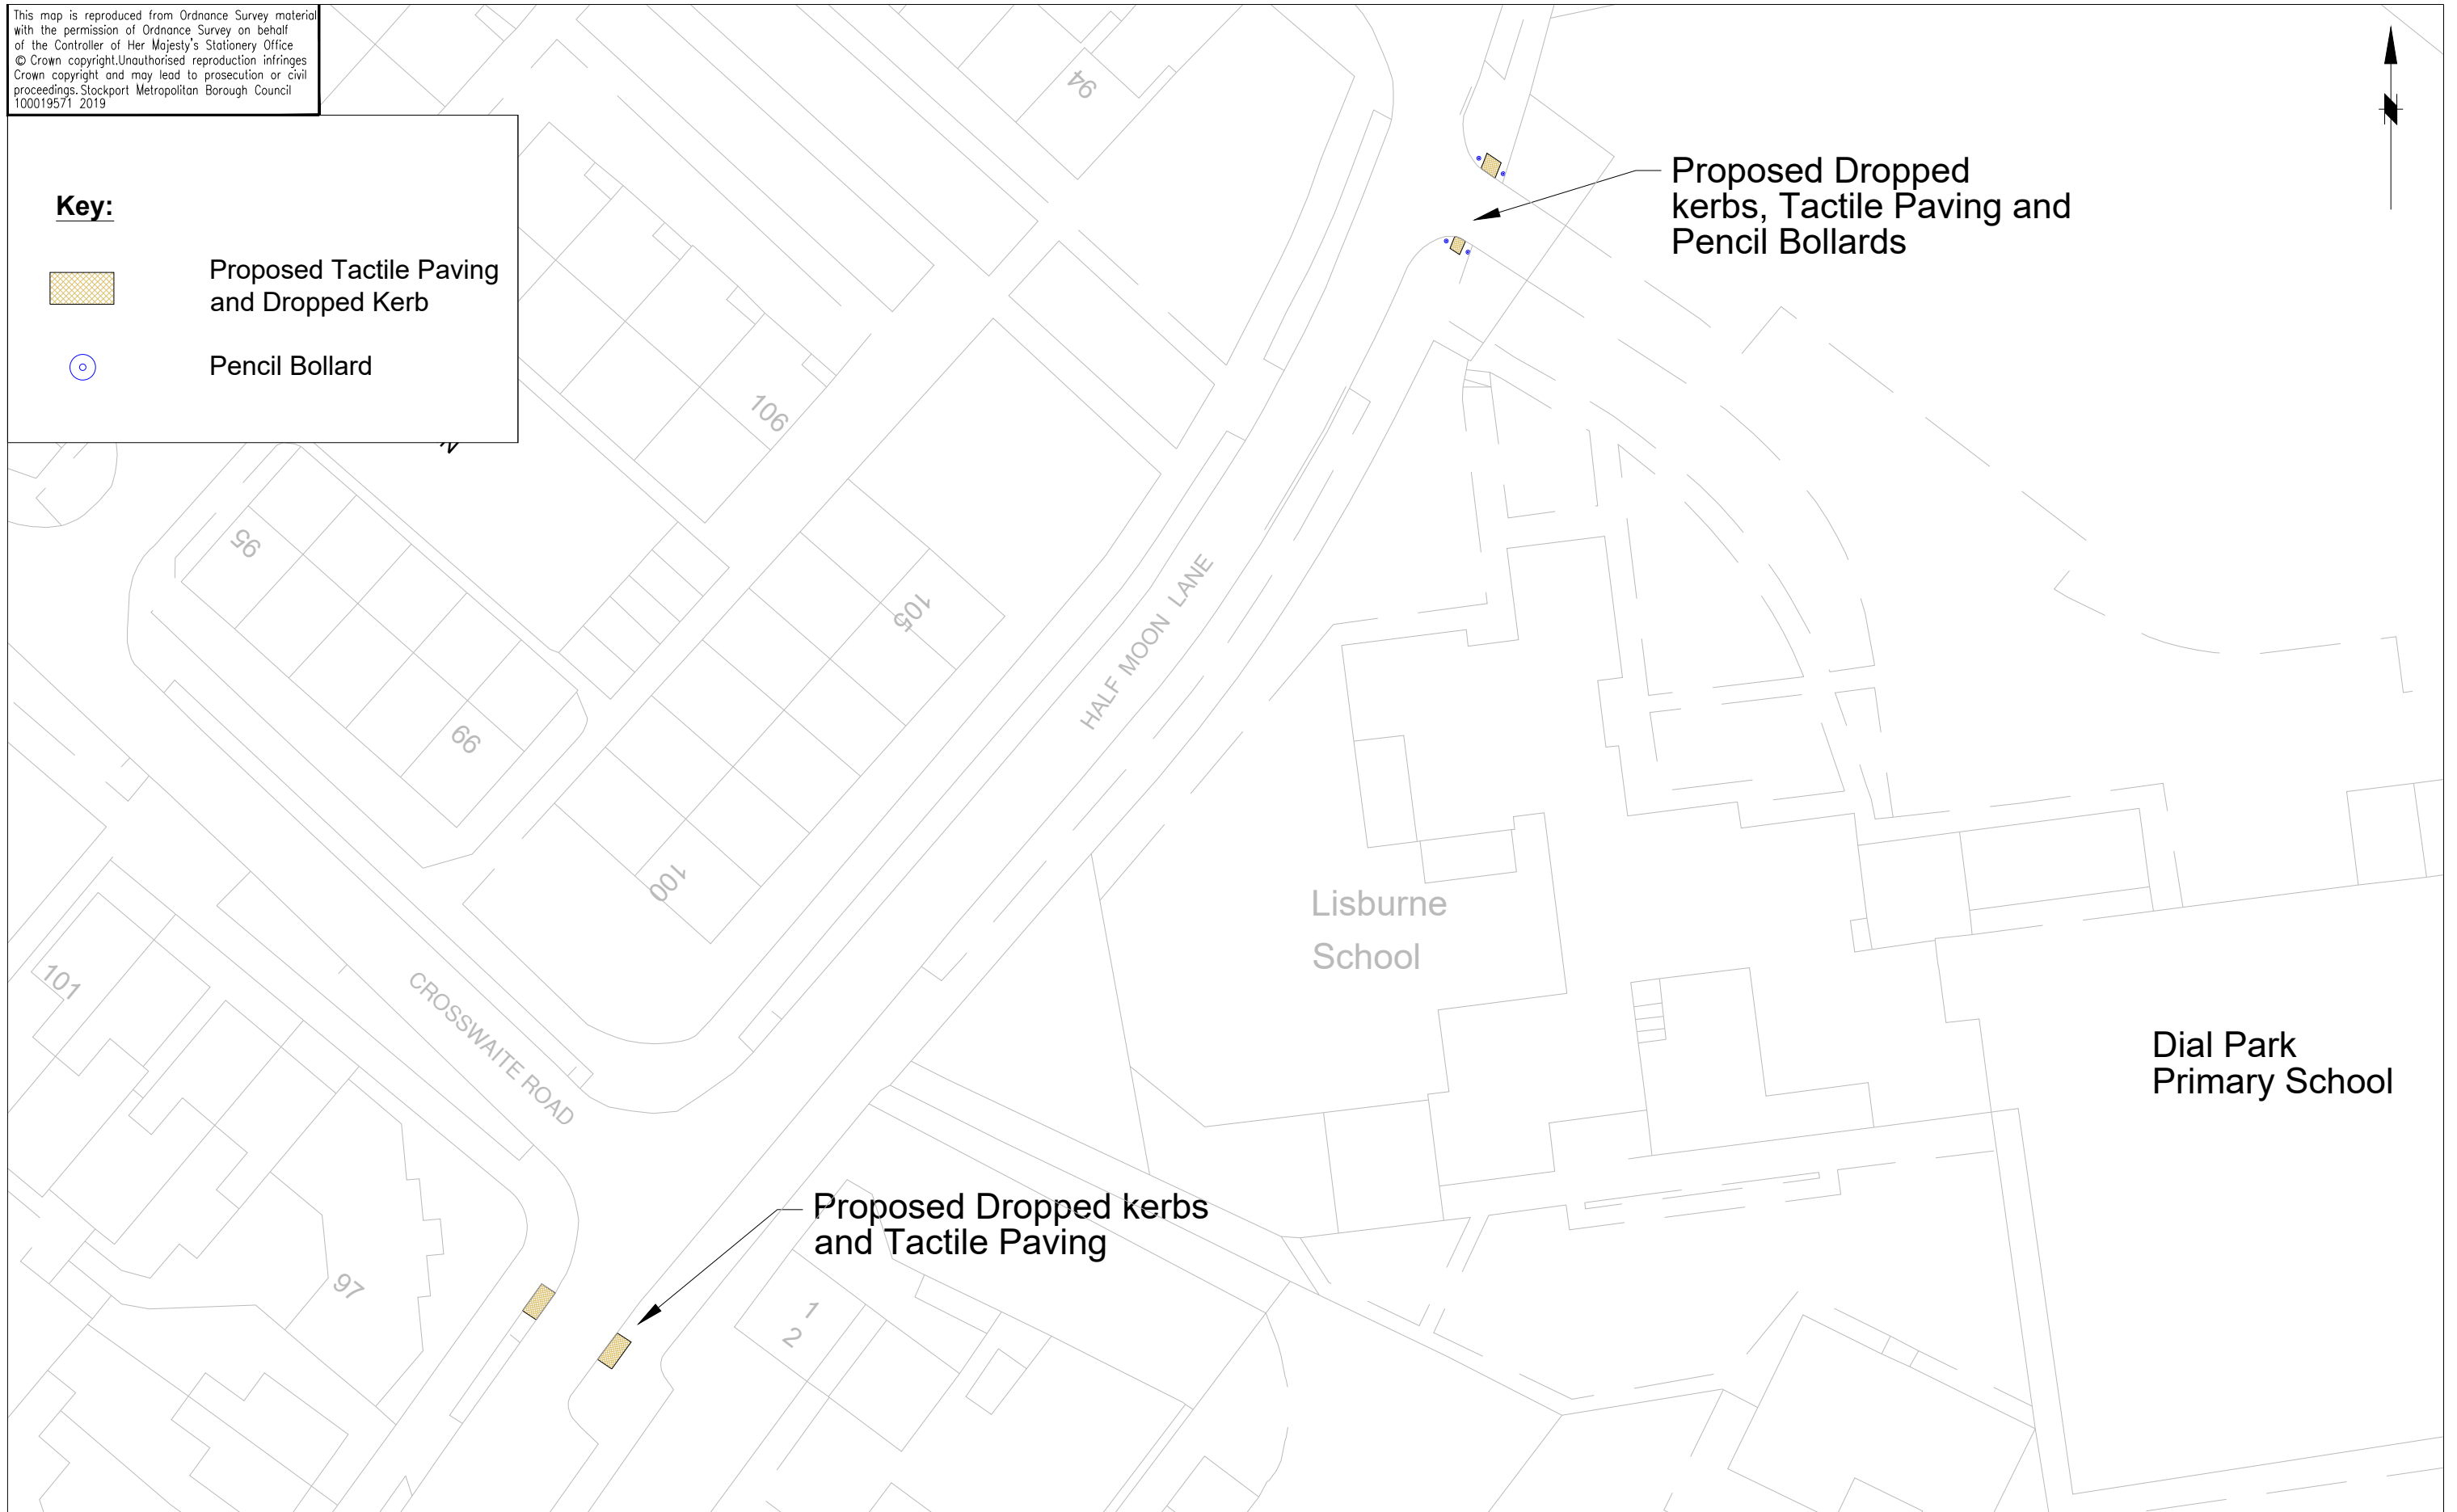 This map is reproduced from Ordnance Survey material
with the permission of Ordnance Survey on behalf
of the Controller of Her Majesty's Stationery Office
© Crown copyright.Unauthorised reproduction infringes
Crown copyright and may lead to prosecution or civil
proceedings. Stockport Metropolitan Borough Council
100019571 2019
Key:
Proposed Tactile Paving
and Dropped Kerb
Pencil Bollard
94
Proposed Dropped
kerbs, Tactile Paving and
Pencil Bollards
106
95
105
HALF MOON LANE
99
100
Lisburne
School
101
CROSSWAITE ROAD
Dial Park
Primary School
Proposed Dropped kerbs
and Tactile Paving
97
1
2